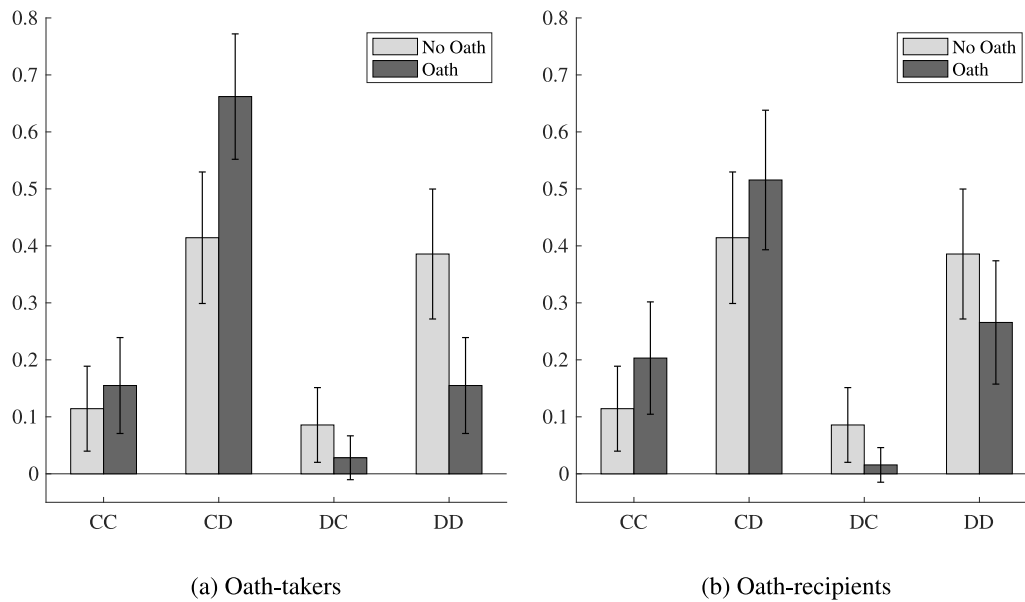 0.8
0.7
0.6
0.5
0.4
0.3
0.2
0.1
0
No Oath
Oath
CC CD DC DD
(a) Oath-takers
0.8
0.7
0.6
0.5
0.4
0.3
0.2
0.1
0
No Oath
Oath
CC CD DC DD
(b) Oath-recipients